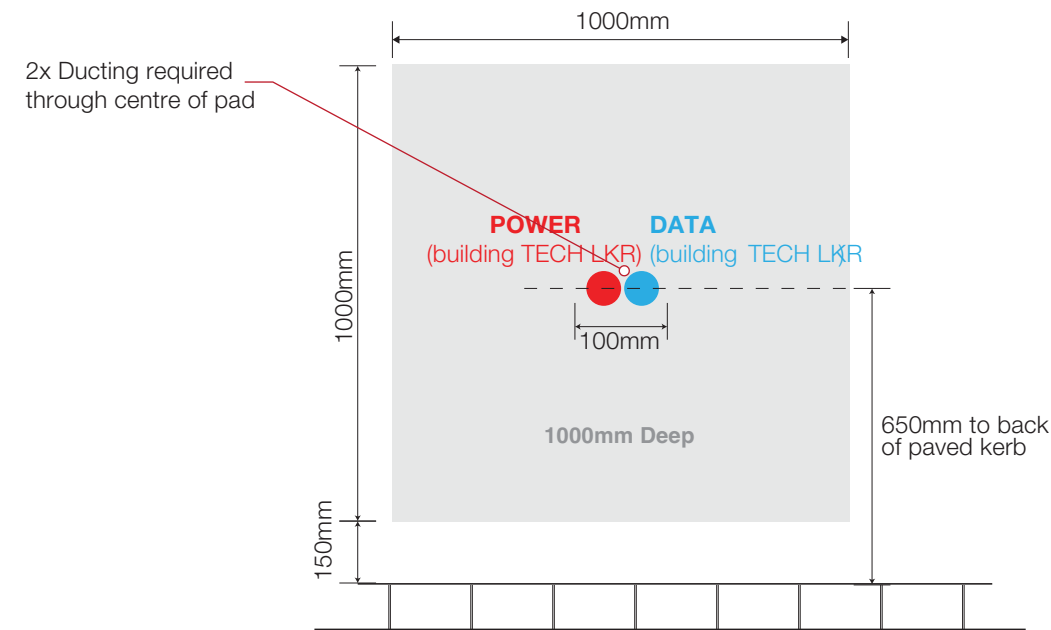 1000mm
2x Ducting required
through centre of pad
POWER
(building TECH LKR)
DATA
(building TECH LKR)
1000mm
100mm
650mm to back
of paved kerb
1000mm Deep
150mm